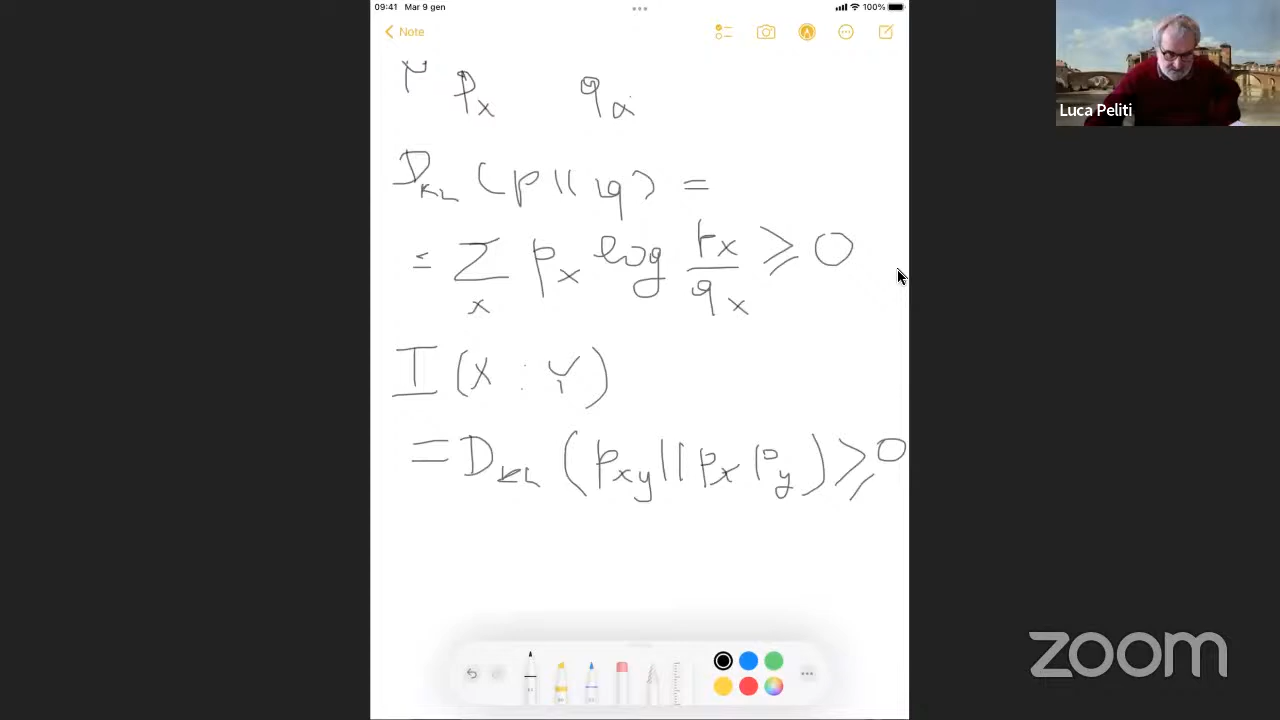 09:41 Mar 9 gen
100%
Note
p_x q_x
D_KL (p || q) =
= Σ_x p_x log p_x / q_x ⩾ 0
I (X : Y)
= D_KL (p_xy || p_x p_y) ⩾ 0
Luca Peliti
zoom